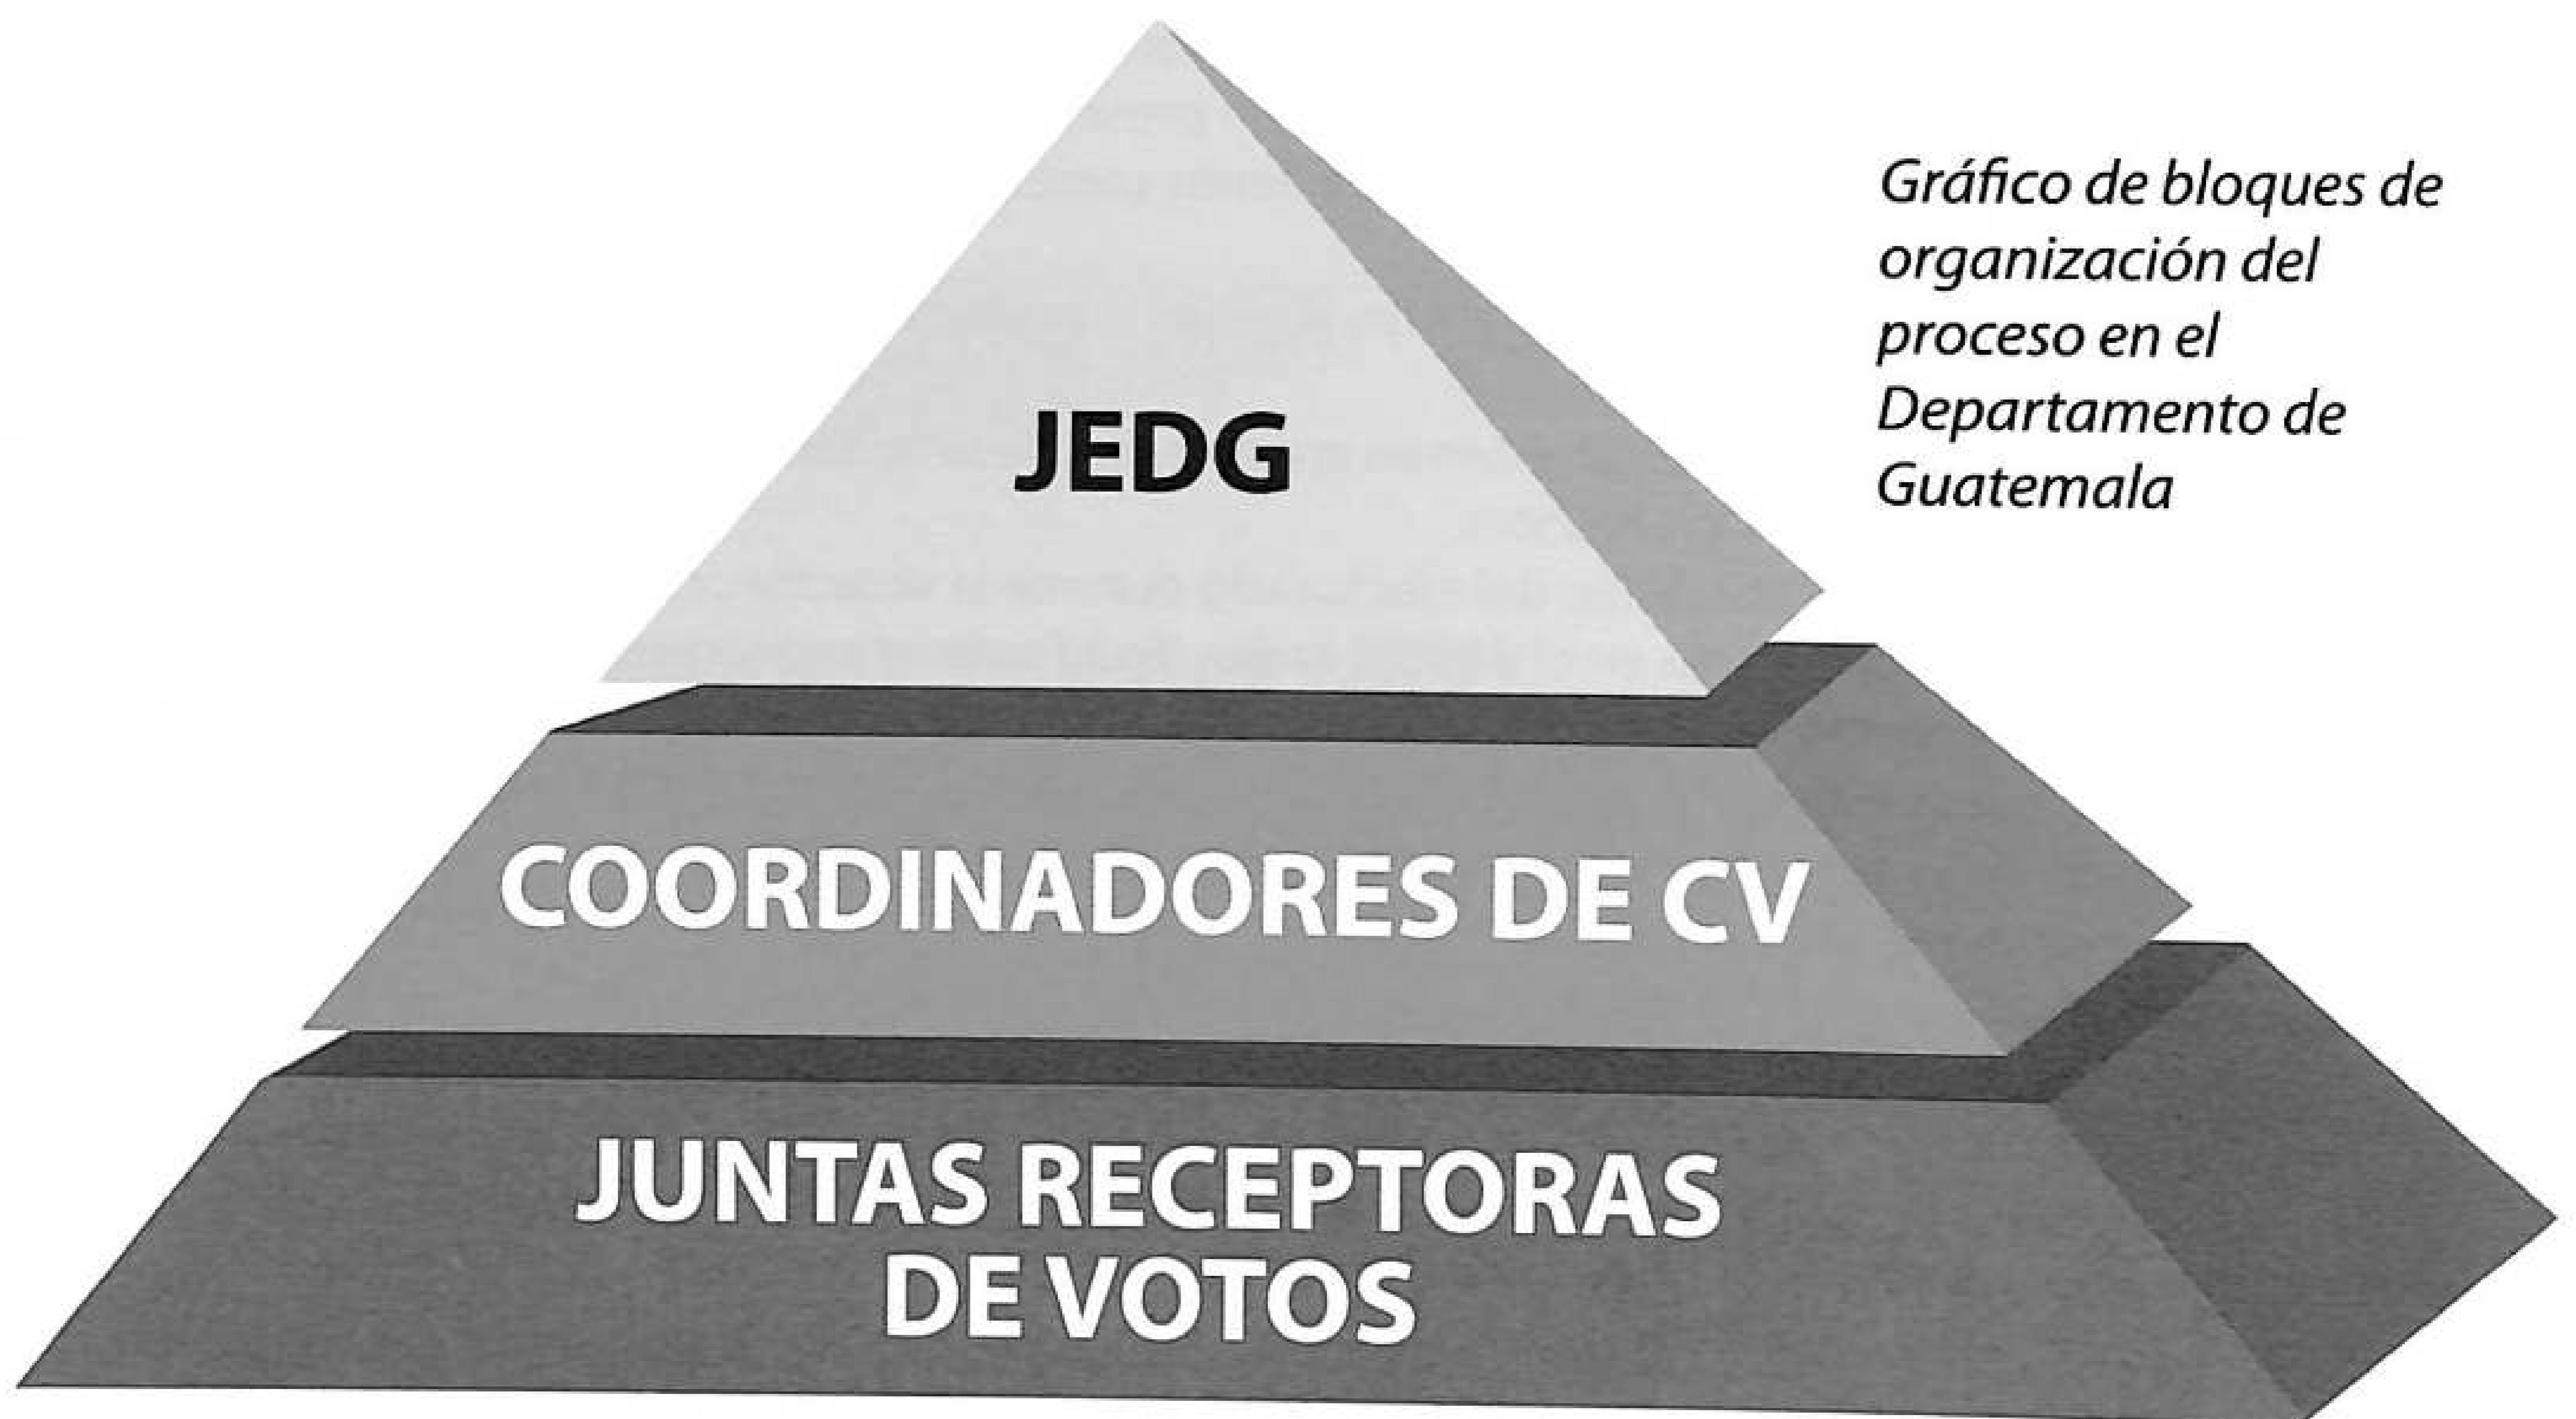 JEDG
Gráfico de bloques de
organización del
proceso en el
Departamento de
Guatemala
COORDINADORES DE CV
JUNTAS RECEPTORAS
DE VOTOS